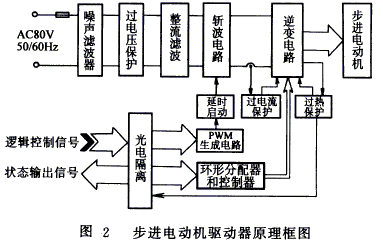 AC80V
50/60Hz
噪声滤波器
过电压保护
整流滤波
斩波电路
逆变电路
步进电动机
延时
启动
过电流
保护
过热
保护
逻辑控制信号
状态输出信号
光电隔离
PWM
生成电路
环形分配器
和控制器
图 2 步进电动机驱动器原理框图